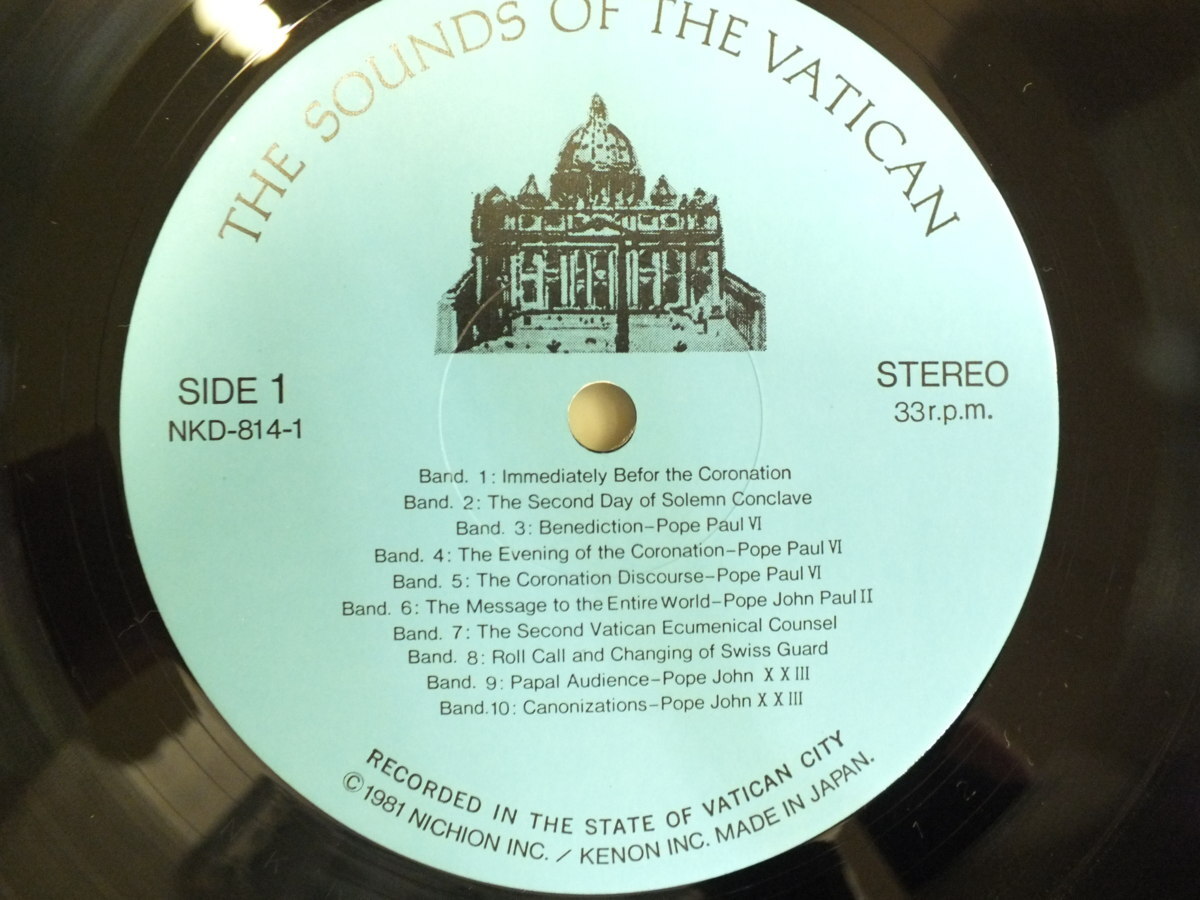 THE SOUNDS OF THE VATICAN
SIDE 1
NKD-814-1
STEREO
33r.p.m.
Band. 1: Immediately Befor the Coronation
Band. 2: The Second Day of Solemn Conclave
Band. 3: Benediction–Pope Paul VI
Band. 4: The Evening of the Coronation–Pope Paul VI
Band. 5: The Coronation Discourse–Pope Paul VI
Band. 6: The Message to the Entire World–Pope John Paul II
Band. 7: The Second Vatican Ecumenical Counsel
Band. 8: Roll Call and Changing of Swiss Guard
Band. 9: Papal Audience–Pope John X X III
Band.10: Canonizations–Pope John X X III
RECORDED IN THE STATE OF VATICAN CITY
©1981 NICHION INC. / KENON INC. MADE IN JAPAN.